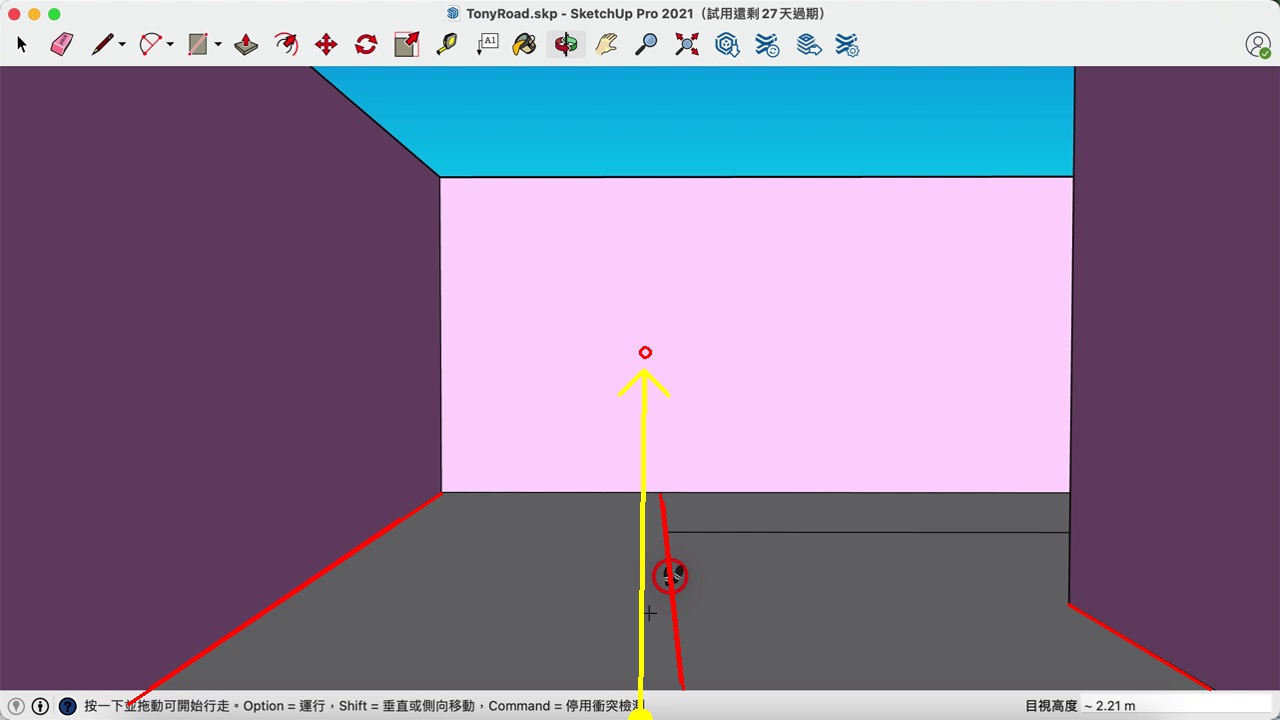 TonyRoad.skp - SketchUp Pro 2021（試用還剩 27 天過期）
A1
按一下並拖動可開始行走。Option = 運行，Shift = 垂直或側向移動，Command = 停用衝突檢測
目視高度 ~ 2.21 m